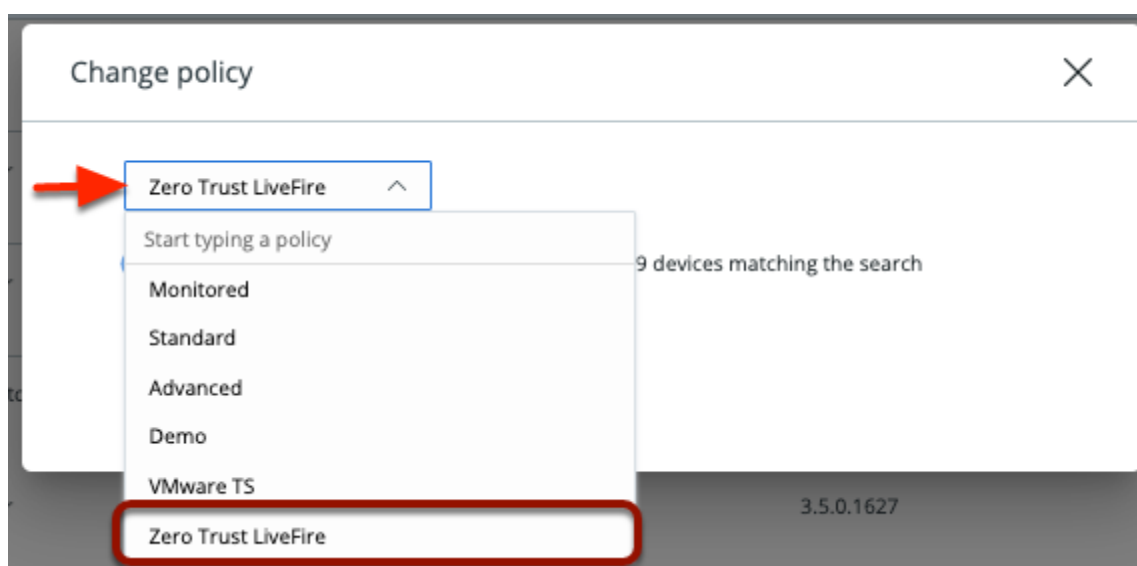 Change policy
Zero Trust LiveFire
Start typing a policy
9 devices matching the search
Monitored
Standard
Advanced
Demo
VMware TS
3.5.0.1627
Zero Trust LiveFire